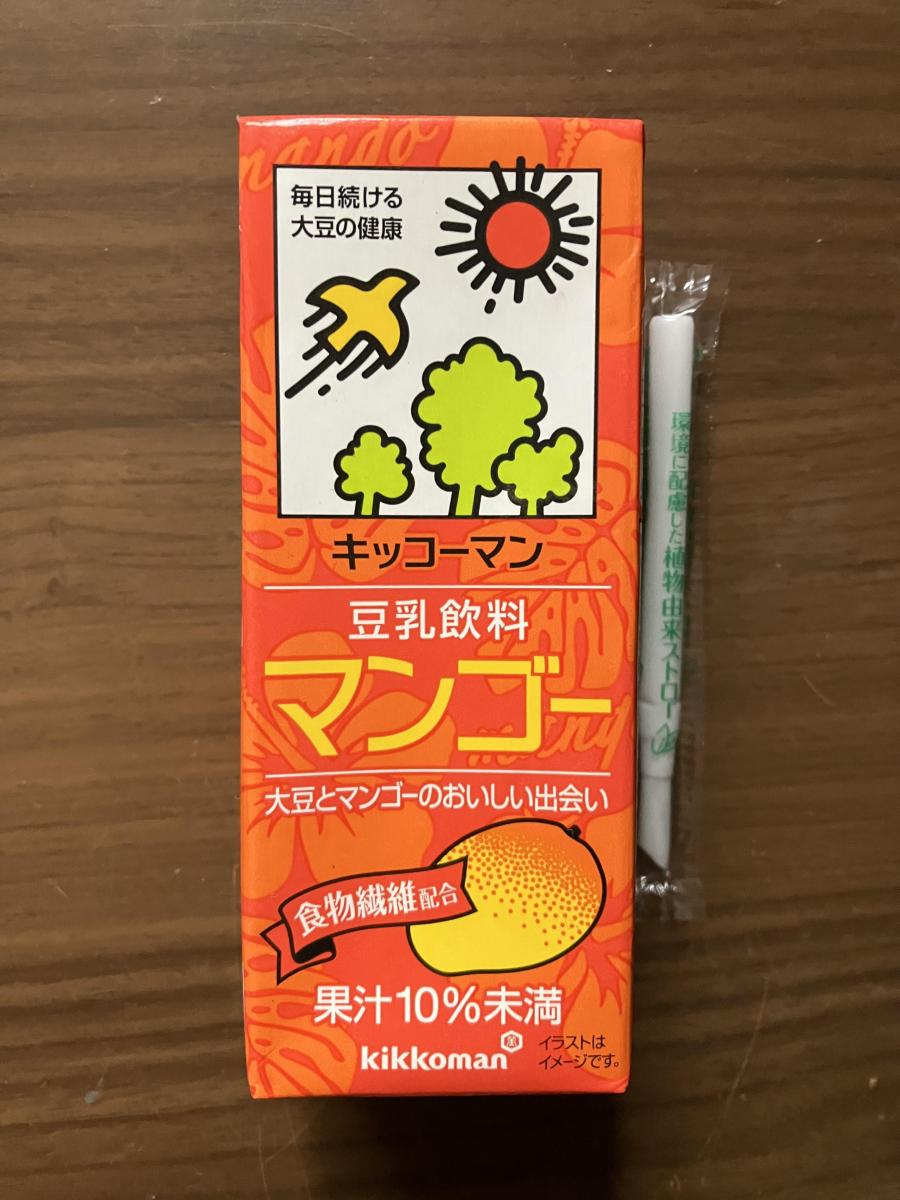 mango
毎日続ける
大豆の健康
キッコーマン
豆乳飲料
マンゴー
大豆とマンゴーのおいしい出会い
食物繊維配合
果汁10%未満
kikkoman
イラストは
イメージです。
環境に配慮した植物由来ストロー